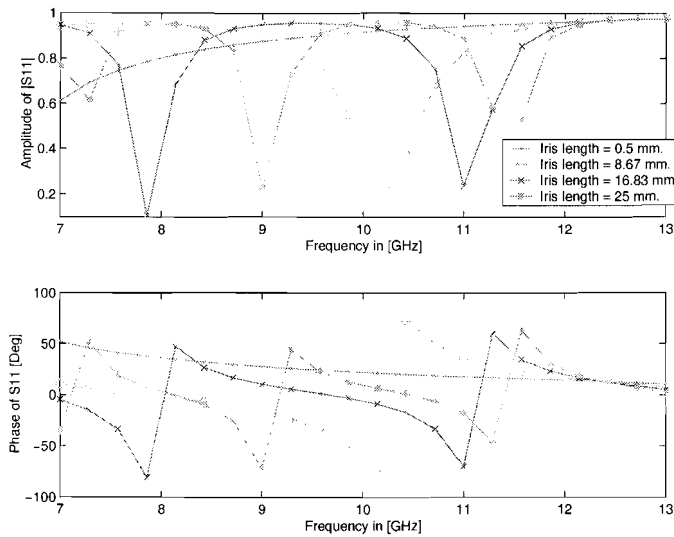 1
0.8
0.6
0.4
0.2
Amplitude of |S11|
Iris length = 0.5 mm.
Iris length = 8.67 mm.
Iris length = 16.83 mm.
Iris length = 25 mm.
7 8 9 10 11 12 13
Frequency in [GHz]
100
50
0
−50
−100
Phase of S11 [Deg]
7 8 9 10 11 12 13
Frequency in [GHz]